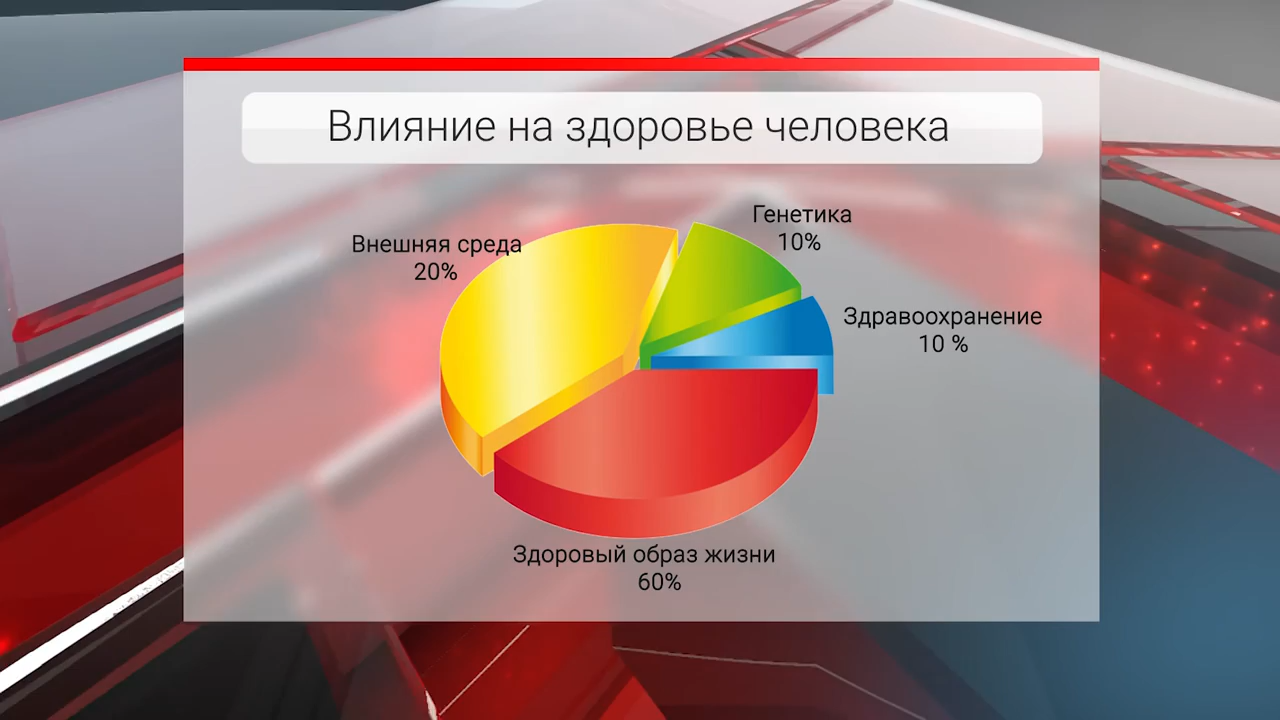 Влияние на здоровье человека
Генетика
10%
Внешняя среда
20%
Здравоохранение
10 %
Здоровый образ жизни
60%